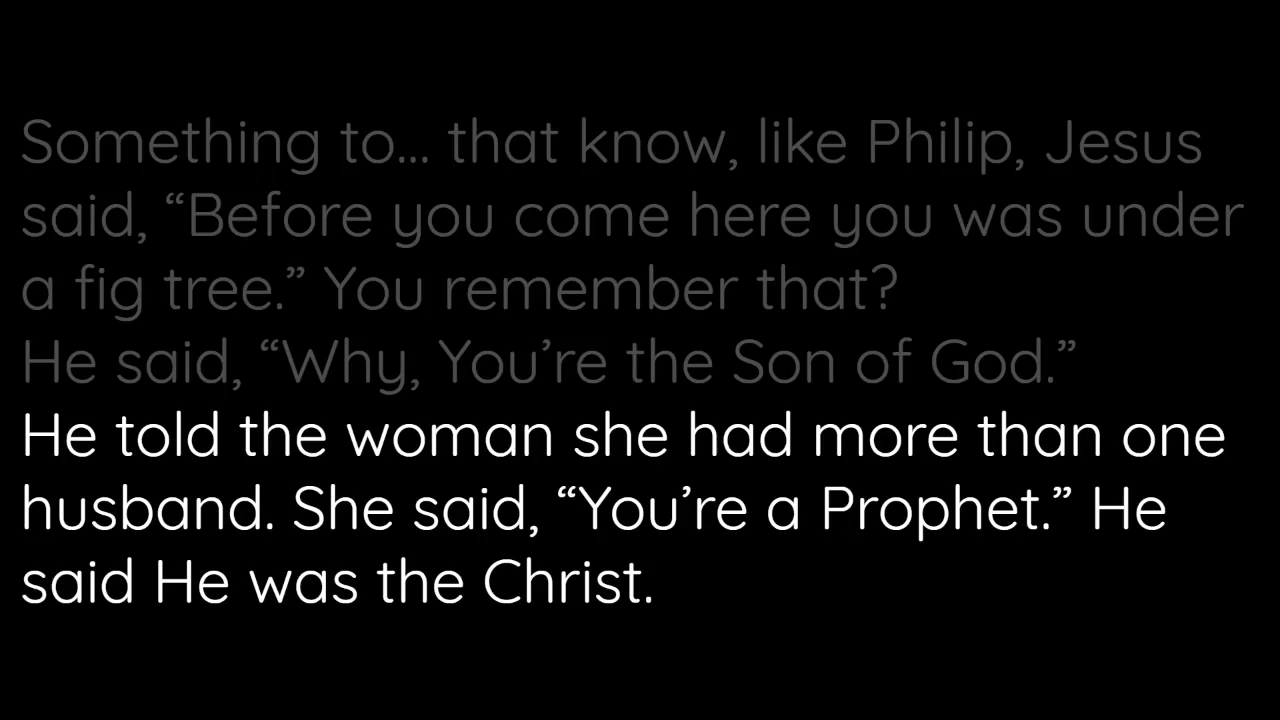 Something to... that know, like Philip, Jesus
said, “Before you come here you was under
a fig tree.” You remember that?
He said, “Why, You’re the Son of God.”
He told the woman she had more than one
husband. She said, “You’re a Prophet.” He
said He was the Christ.